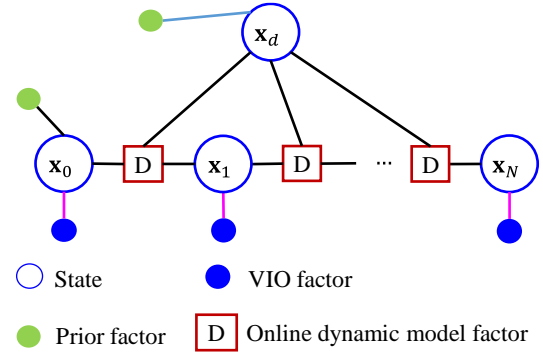 x_d
x_0 D x_1 D ... D x_N
State VIO factor
Prior factor D Online dynamic model factor